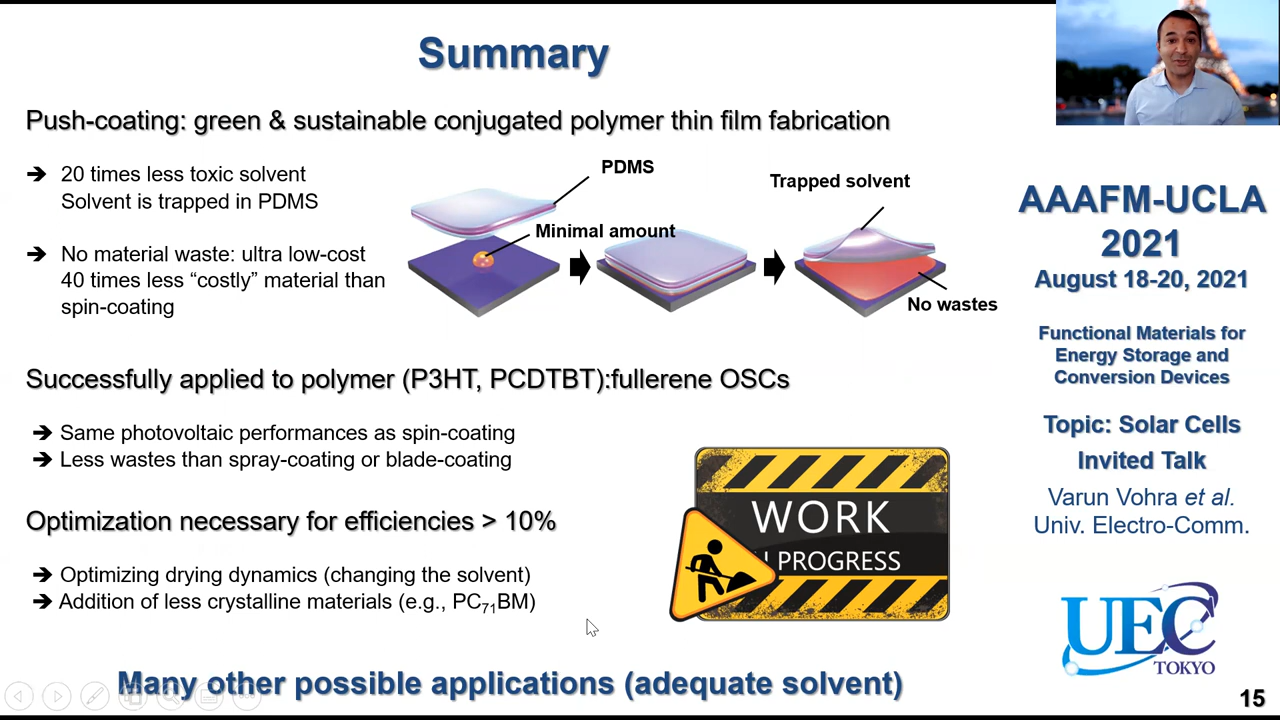 Summary
Push-coating: green & sustainable conjugated polymer thin film fabrication
➔ 20 times less toxic solvent
Solvent is trapped in PDMS
➔ No material waste: ultra low-cost
40 times less “costly” material than
spin-coating
PDMS
Minimal amount
Trapped solvent
No wastes
Successfully applied to polymer (P3HT, PCDTBT):fullerene OSCs
➔ Same photovoltaic performances as spin-coating
➔ Less wastes than spray-coating or blade-coating
Optimization necessary for efficiencies > 10%
➔ Optimizing drying dynamics (changing the solvent)
➔ Addition of less crystalline materials (e.g., PC₇₁BM)
WORK
PROGRESS
Many other possible applications (adequate solvent)
AAAFM-UCLA
2021
August 18-20, 2021
Functional Materials for
Energy Storage and
Conversion Devices
Topic: Solar Cells
Invited Talk
Varun Vohra et al.
Univ. Electro-Comm.
UEC
TOKYO
15